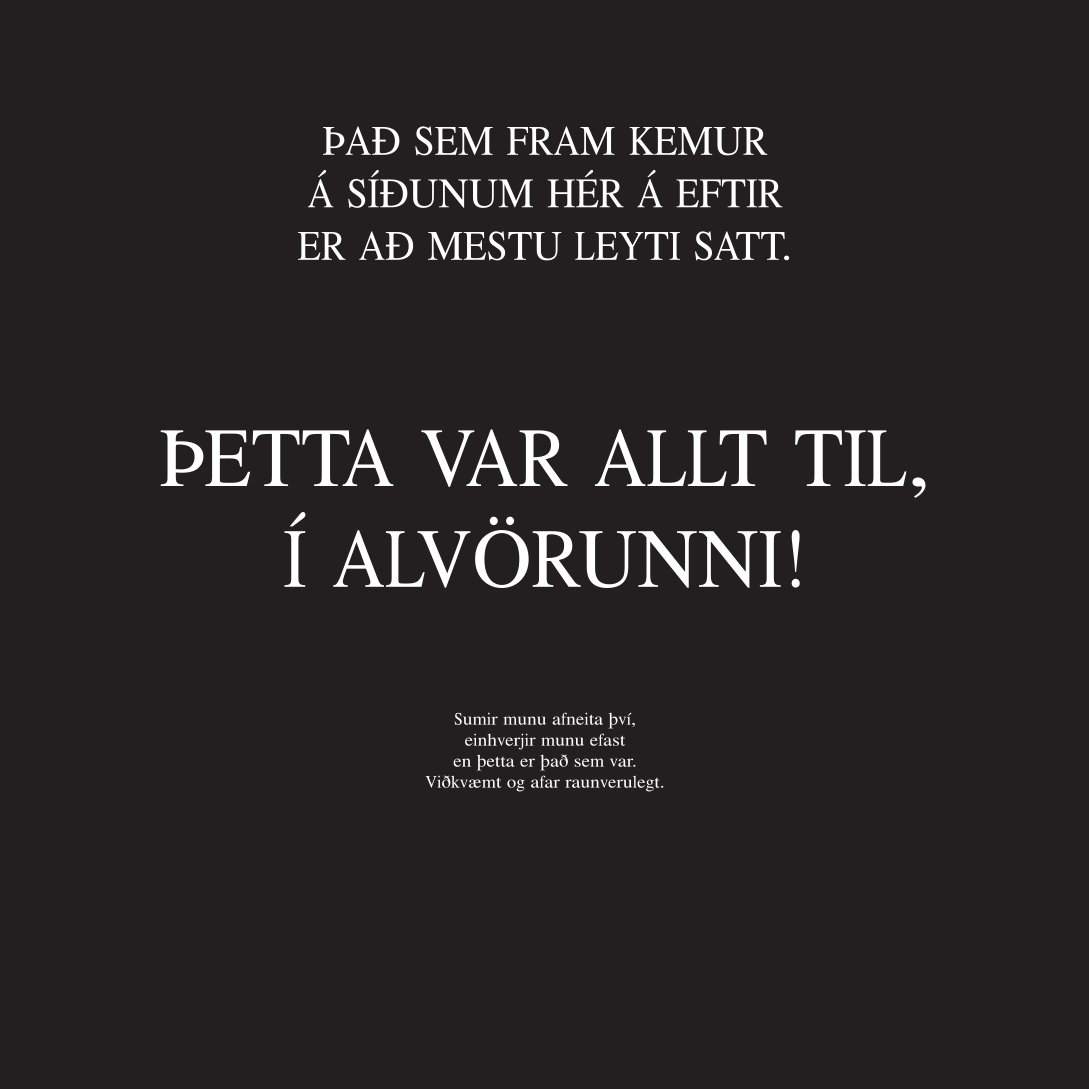 ÞAÐ SEM FRAM KEMUR
Á SÍÐUNUM HÉR Á EFTIR
ER AÐ MESTU LEYTI SATT.
ÞETTA VAR ALLT TIL,
Í ALVÖRUNNI!
Sumir munu afneita því,
einhverjir munu efast
en þetta er það sem var.
Viðkvæmt og afar raunverulegt.